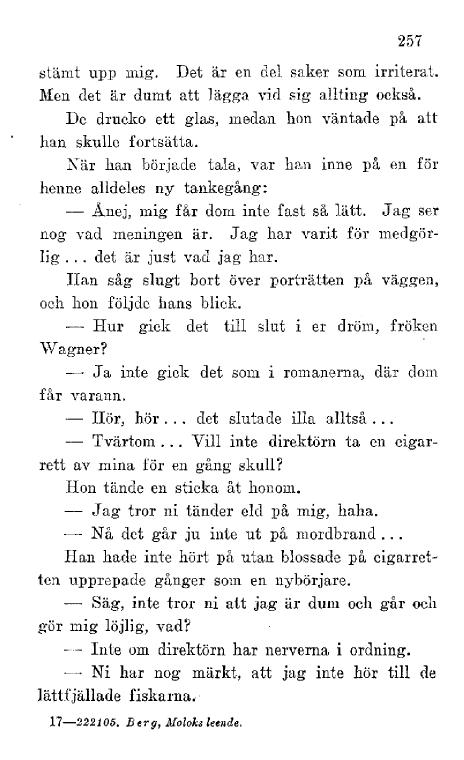 257
stämt upp mig. Det är en del saker som irriterat.
Men det är dumt att lägga vid sig allting också.
De drucko ett glas, medan hon väntade på att
han skulle fortsätta.
När han började tala, var han inne på en för
henne alldeles ny tankegång:
— Ånej, mig får dom inte fast så lätt. Jag ser
nog vad meningen är. Jag har varit för medgör-
lig ... det är just vad jag har.
Han såg slugt bort över porträtten på väggen,
och hon följde hans blick.
— Hur gick det till slut i er dröm, fröken
Wagner?
— Ja inte gick det som i romanerna, där dom
får varann.
— Hör, hör ... det slutade illa alltså ...
— Tvärtom ... Vill inte direktörn ta en cigar-
rett av mina för en gång skull?
Hon tände en sticka åt honom.
— Jag tror ni tänder eld på mig, haha.
— Nå det går ju inte ut på mordbrand ...
Han hade inte hört på utan blossade på cigarret-
ten upprepade gånger som en nybörjare.
— Säg, inte tror ni att jag är dum och går och
gör mig löjlig, vad?
— Inte om direktörn har nerverna i ordning.
— Ni har nog märkt, att jag inte hör till de
lättfjällade fiskarna.
17—222105. Berg, Moloks leende.